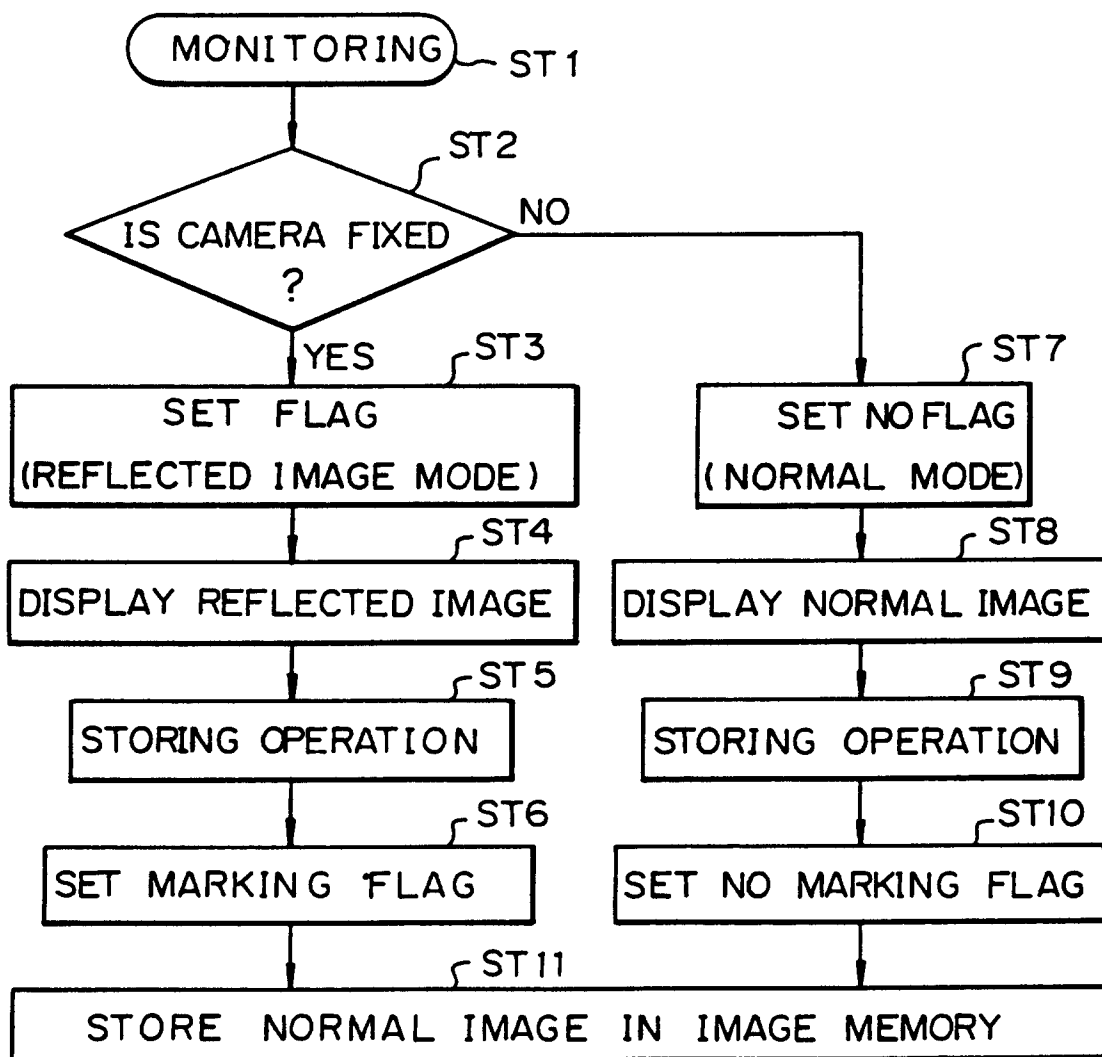 MONITORING
ST1
ST2
IS CAMERA FIXED
?
NO
YES
ST3
SET FLAG
(REFLECTED IMAGE MODE)
ST4
DISPLAY REFLECTED IMAGE
ST5
STORING OPERATION
ST6
SET MARKING FLAG
ST7
SET NO FLAG
(NORMAL MODE)
ST8
DISPLAY NORMAL IMAGE
ST9
STORING OPERATION
ST10
SET NO MARKING FLAG
ST11
STORE NORMAL IMAGE IN IMAGE MEMORY